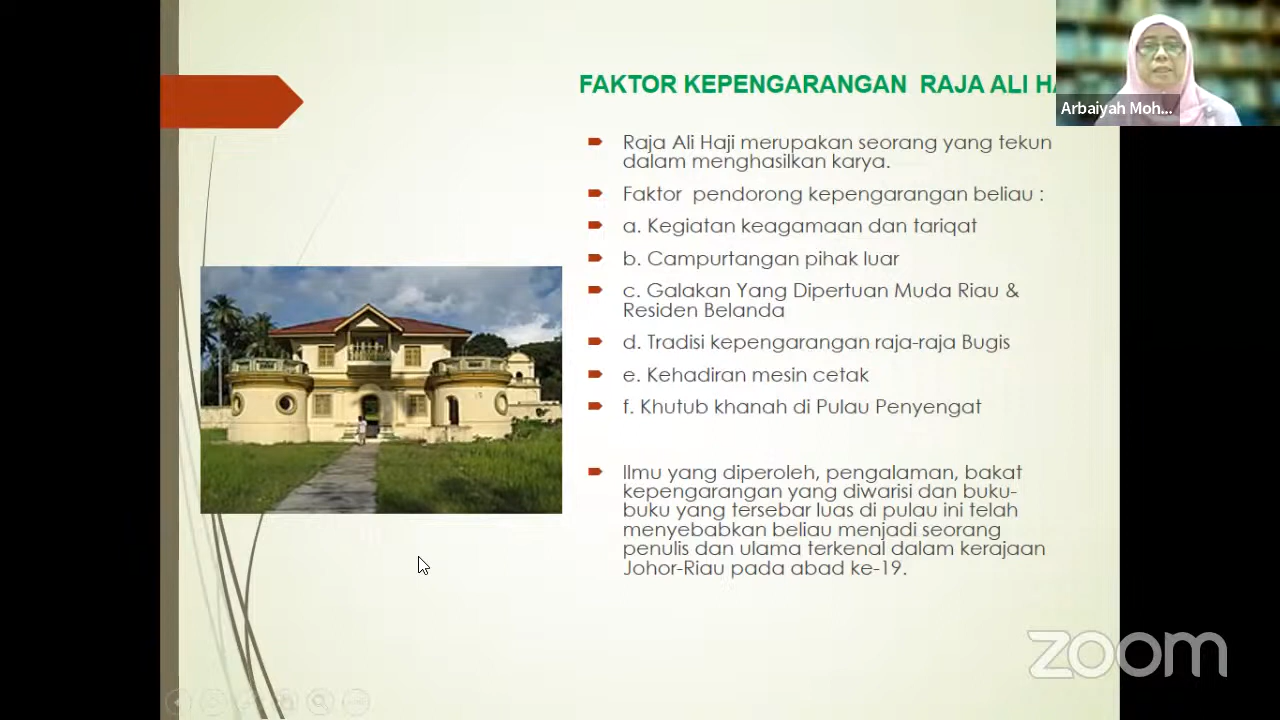 FAKTOR KEPENGARANGAN RAJA ALI HA
Arbaiyah Moh...
Raja Ali Haji merupakan seorang yang tekun
dalam menghasilkan karya.
Faktor pendorong kepengarangan beliau :
a. Kegiatan keagamaan dan tariqat
b. Campurtangan pihak luar
c. Galakan Yang Dipertuan Muda Riau &
Residen Belanda
d. Tradisi kepengarangan raja-raja Bugis
e. Kehadiran mesin cetak
f. Khutub khanah di Pulau Penyengat
Ilmu yang diperoleh, pengalaman, bakat
kepengarangan yang diwarisi dan buku-
buku yang tersebar luas di pulau ini telah
menyebabkan beliau menjadi seorang
penulis dan ulama terkenal dalam kerajaan
Johor-Riau pada abad ke-19.
zoom